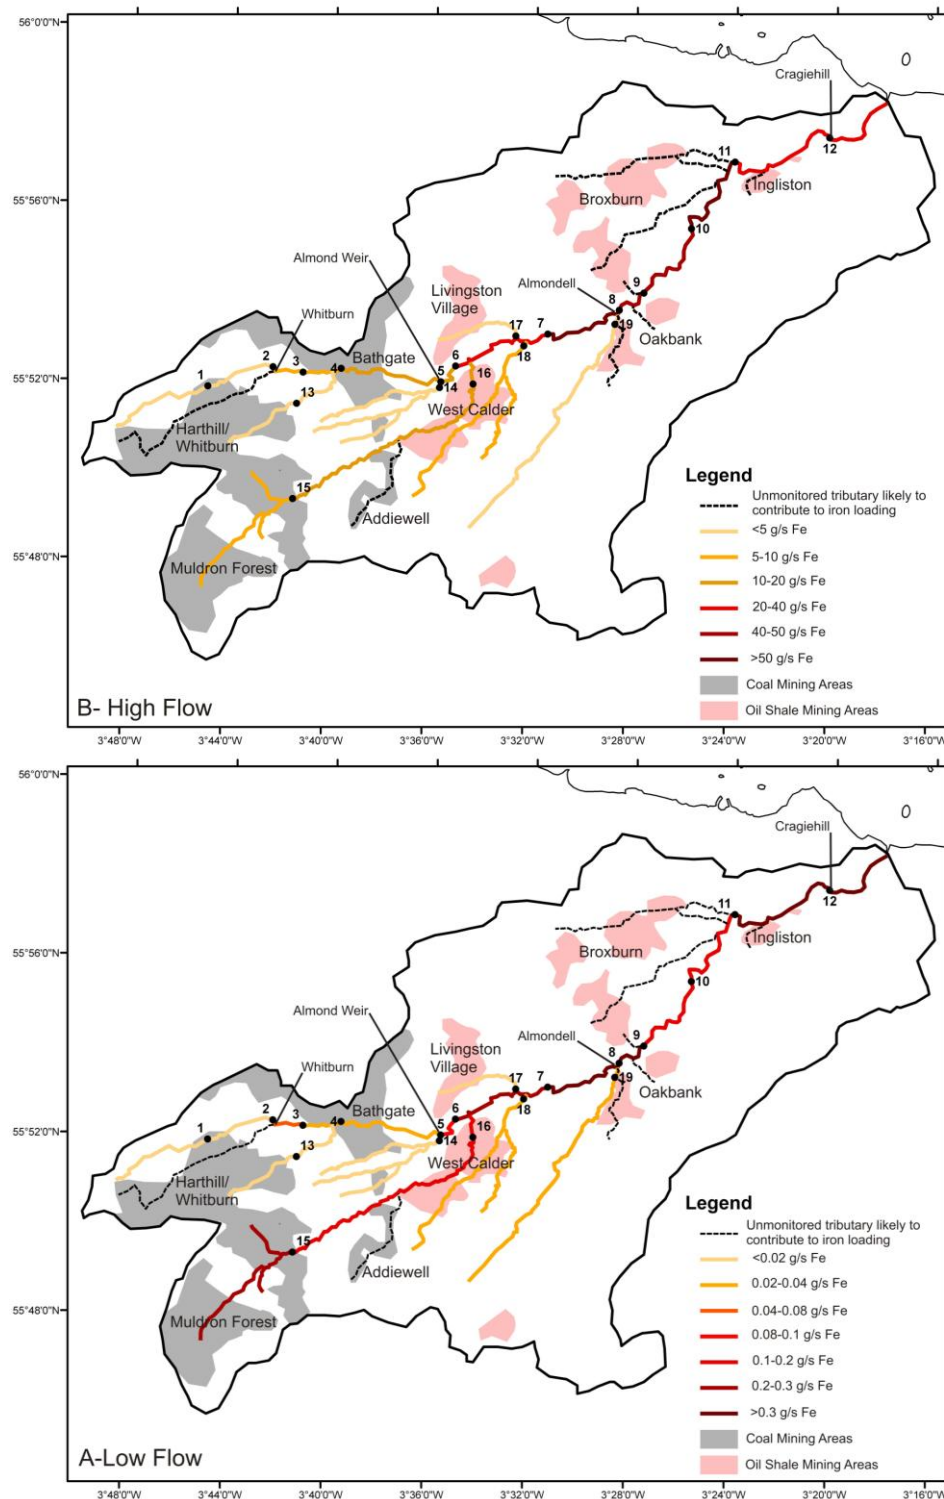 56°0'0"N
Cragiehill
11
12
Ingliston
Broxburn
55°56'0"N
10
Almond Weir
Livingston
Village
Almondell
9
8
Whitburn
17
7
19
Oakbank
Bathgate
18
2
3
4
6
5
55°52'0"N
1
16
14
13
West Calder
Harthill/
Whitburn
15
Addiewell
55°48'0"N
Muldron Forest
Legend
Unmonitored tributary likely to
contribute to iron loading
<5 g/s Fe
5-10 g/s Fe
10-20 g/s Fe
20-40 g/s Fe
40-50 g/s Fe
>50 g/s Fe
Coal Mining Areas
Oil Shale Mining Areas
B- High Flow
3°48'0"W 3°44'0"W 3°40'0"W 3°36'0"W 3°32'0"W 3°28'0"W 3°24'0"W 3°20'0"W 3°16'0"W
56°0'0"N
Cragiehill
11
12
Ingliston
Broxburn
55°56'0"N
10
Almond Weir
Livingston
Village
Almondell
9
8
Whitburn
17
7
19
Oakbank
Bathgate
18
2
3
4
6
5
55°52'0"N
1
16
14
13
West Calder
Harthill/
Whitburn
15
Addiewell
55°48'0"N
Muldron Forest
Legend
Unmonitored tributary likely to
contribute to iron loading
<0.02 g/s Fe
0.02-0.04 g/s Fe
0.04-0.08 g/s Fe
0.08-0.1 g/s Fe
0.1-0.2 g/s Fe
0.2-0.3 g/s Fe
>0.3 g/s Fe
Coal Mining Areas
Oil Shale Mining Areas
A-Low Flow
3°48'0"W 3°44'0"W 3°40'0"W 3°36'0"W 3°32'0"W 3°28'0"W 3°24'0"W 3°20'0"W 3°16'0"W